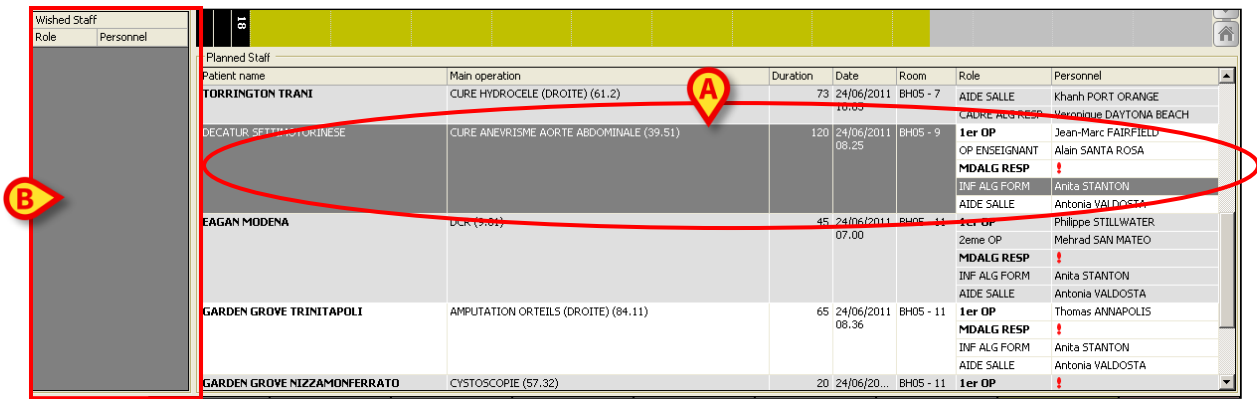 Wished Staff
Role Personnel
18
Planned Staff
Patient name Main operation Duration Date Room Role Personnel
TORRINGTON TRANI CURE HYDROCELE (DROITE) (61.2) 73 24/06/2011 BH05 - 7 AIDE SALLE Khanh PORT ORANGE
CADRE ALG RESP Veronique DAYTONA BEACH
A
DECATUR SETTIMOTORINESE CURE ANEVRISME AORTE ABDOMINALE (39.51) 120 24/06/2011 BH05 - 9 1er OP Jean-Marc FAIRFIELD
08.25 OP ENSEIGNANT Alain SANTA ROSA
MDALG RESP !
B
INF ALG FORM Anita STANTON
AIDE SALLE Antonia VALDOSTA
EAGAN MODENA DCR (9.81) 45 24/06/2011 BH05 - 11 1er OP Philippe STILLWATER
07.00 2eme OP Mehrad SAN MATEO
MDALG RESP !
INF ALG FORM Anita STANTON
AIDE SALLE Antonia VALDOSTA
GARDEN GROVE TRINITAPOLI AMPUTATION ORTEILS (DROITE) (84.11) 65 24/06/2011 BH05 - 11 1er OP Thomas ANNAPOLIS
08.36 MDALG RESP !
INF ALG FORM Anita STANTON
AIDE SALLE Antonia VALDOSTA
GARDEN GROVE NIZZAMONFERRATO CYSTOSCOPIE (57.32) 20 24/06/20... BH05 - 11 1er OP !